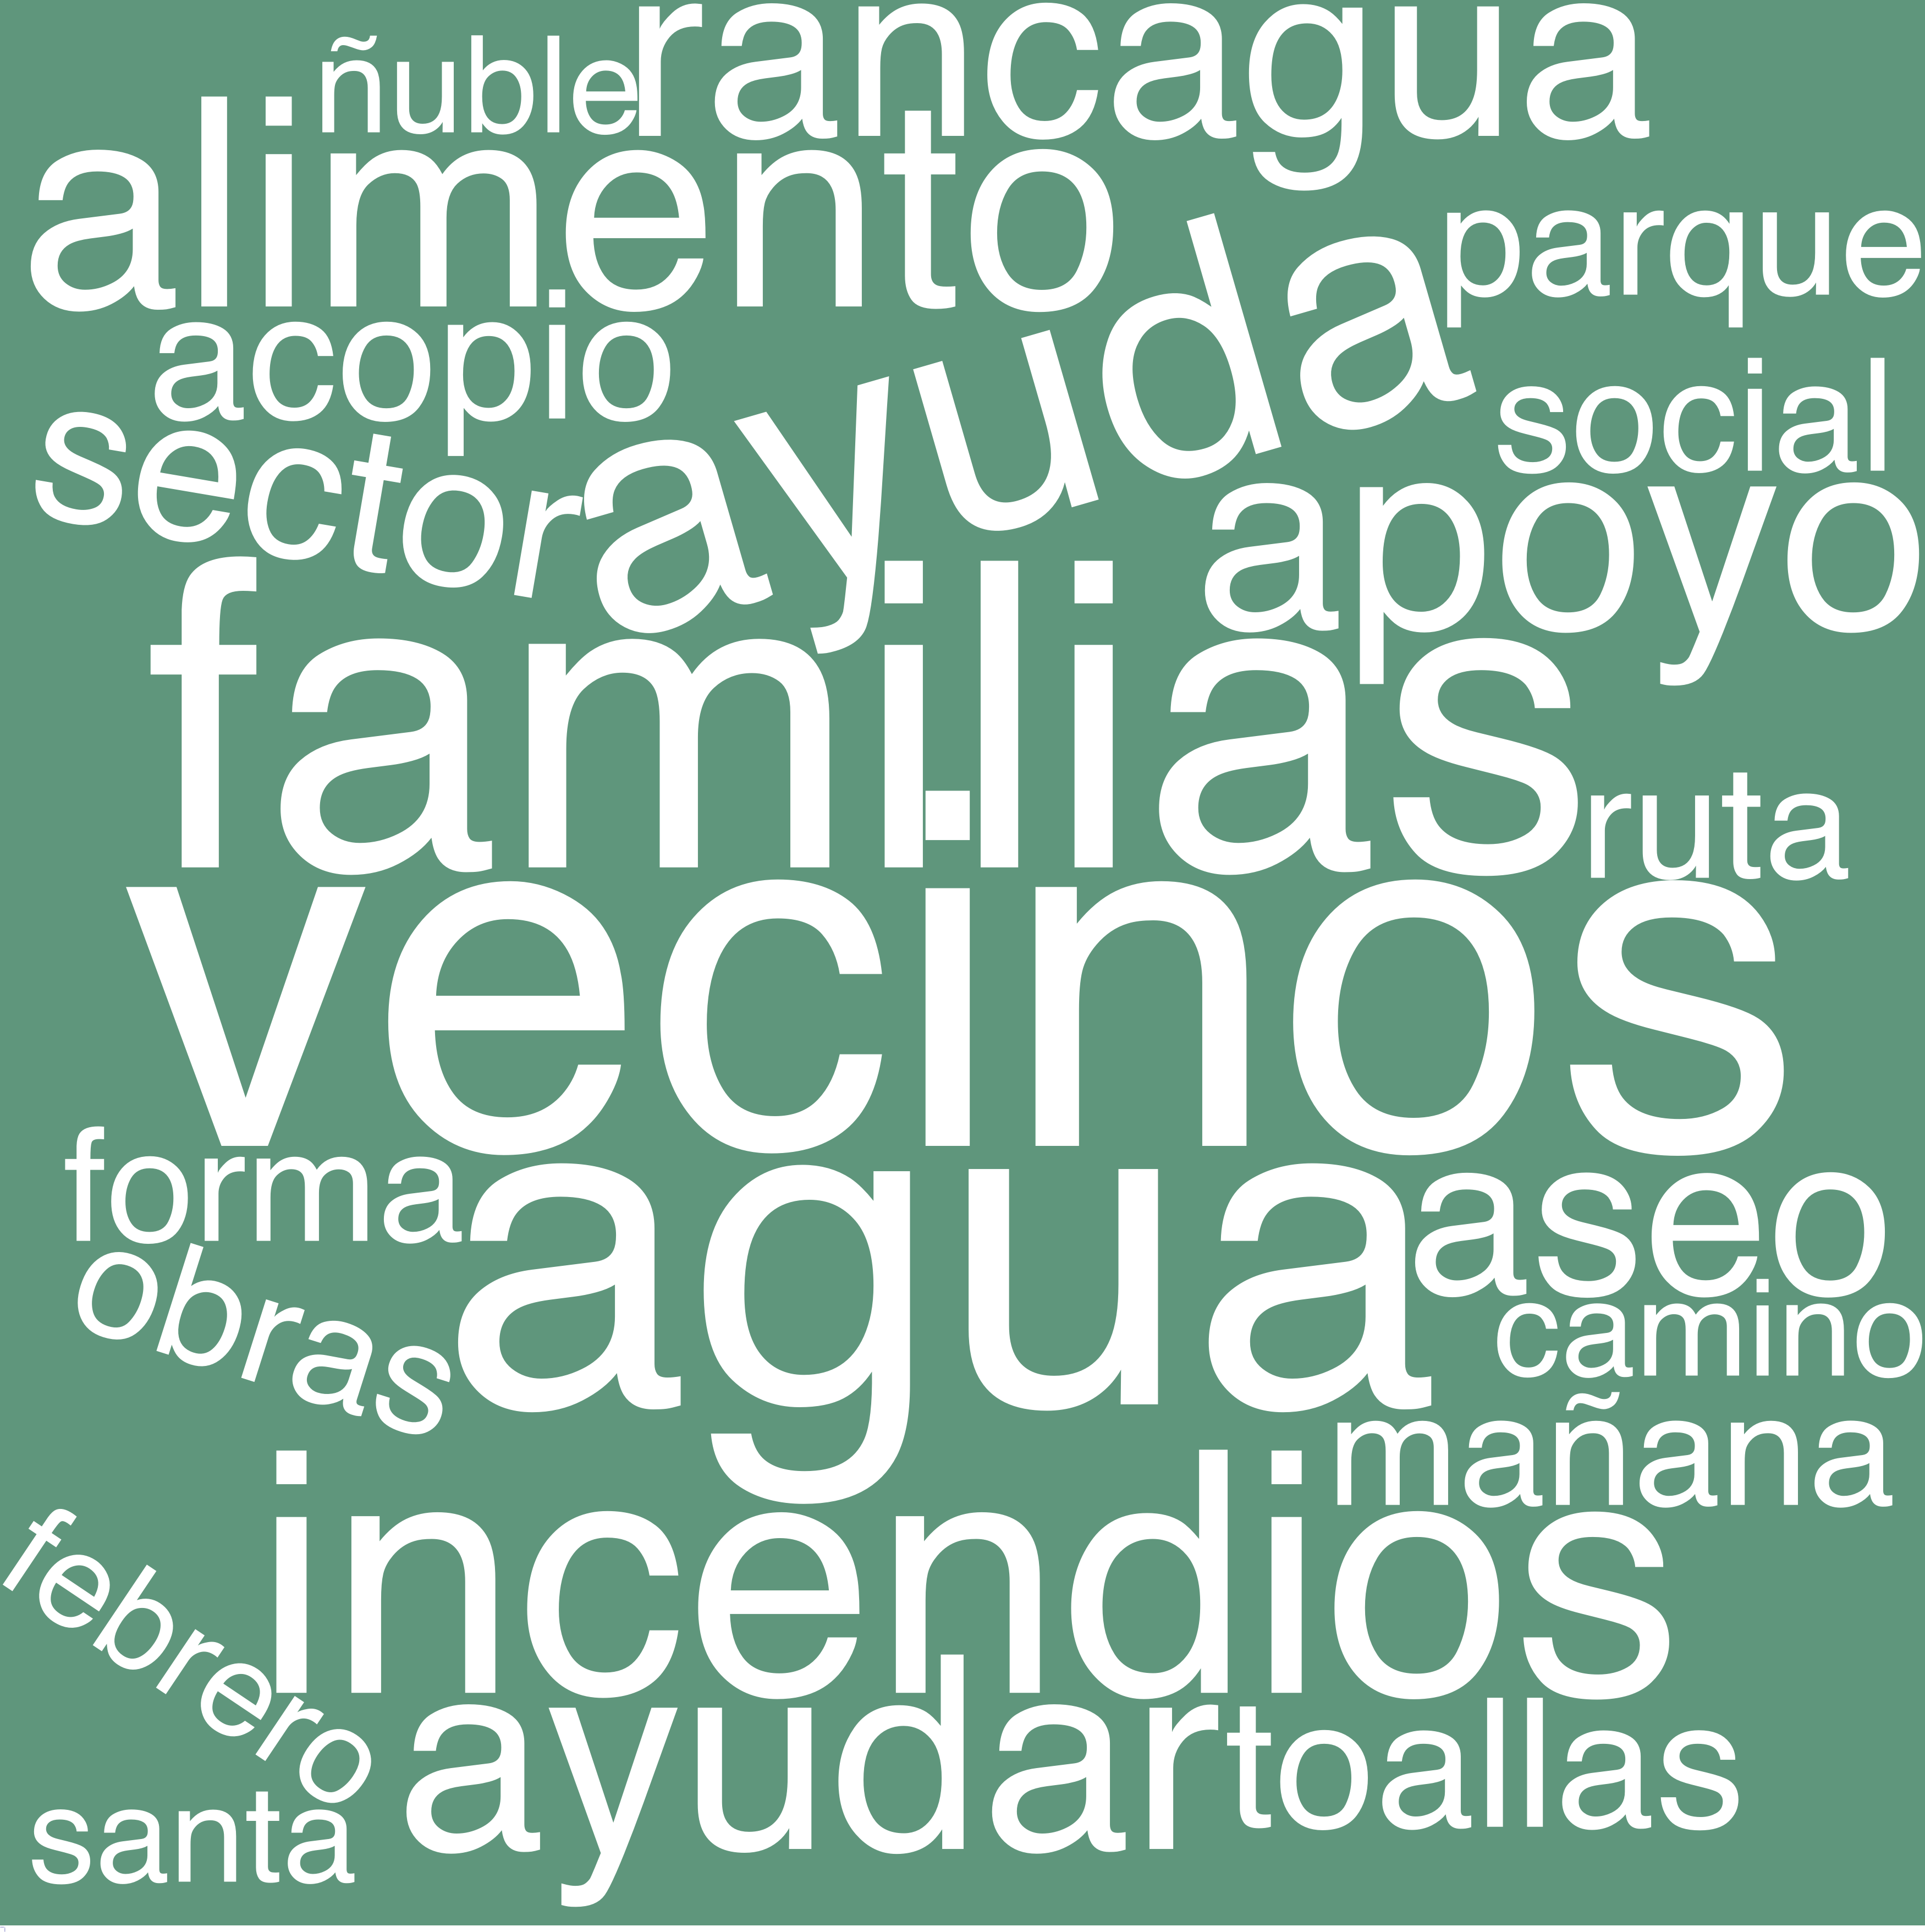 ñuble
rancagua
alimento
parque
acopio
ayuda
social
sector
apoyo
familias
ruta
vecinos
forma
agua
aseo
obras
camino
mañana
incendios
febrero
ayudar
toallas
santa